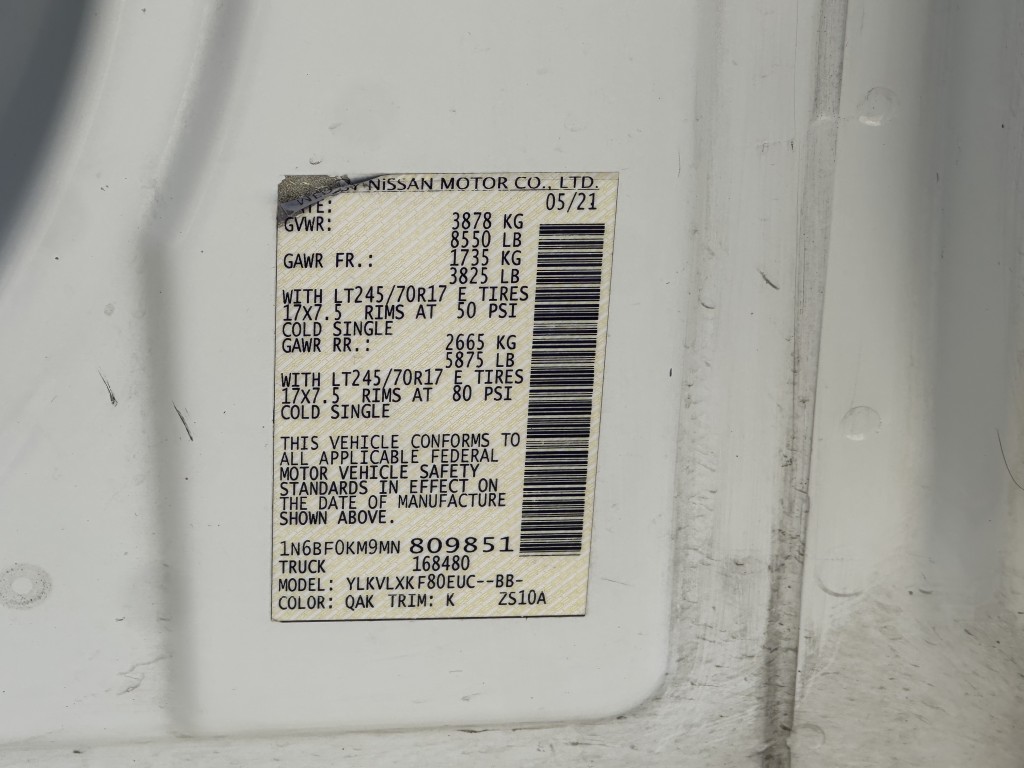 NISSAN MOTOR CO., LTD.
05/21
GVWR: 3878 KG
8550 LB
GAWR FR.: 1735 KG
3825 LB
WITH LT245/70R17 E TIRES
17X7.5 RIMS AT 50 PSI
COLD SINGLE
GAWR RR.: 2665 KG
5875 LB
WITH LT245/70R17 E TIRES
17X7.5 RIMS AT 80 PSI
COLD SINGLE
THIS VEHICLE CONFORMS TO
ALL APPLICABLE FEDERAL
MOTOR VEHICLE SAFETY
STANDARDS IN EFFECT ON
THE DATE OF MANUFACTURE
SHOWN ABOVE.
1N6BF0KM9MN 809851
TRUCK 168480
MODEL: YLKVLXKF80EUC--BB-
COLOR: QAK TRIM: K ZS10A